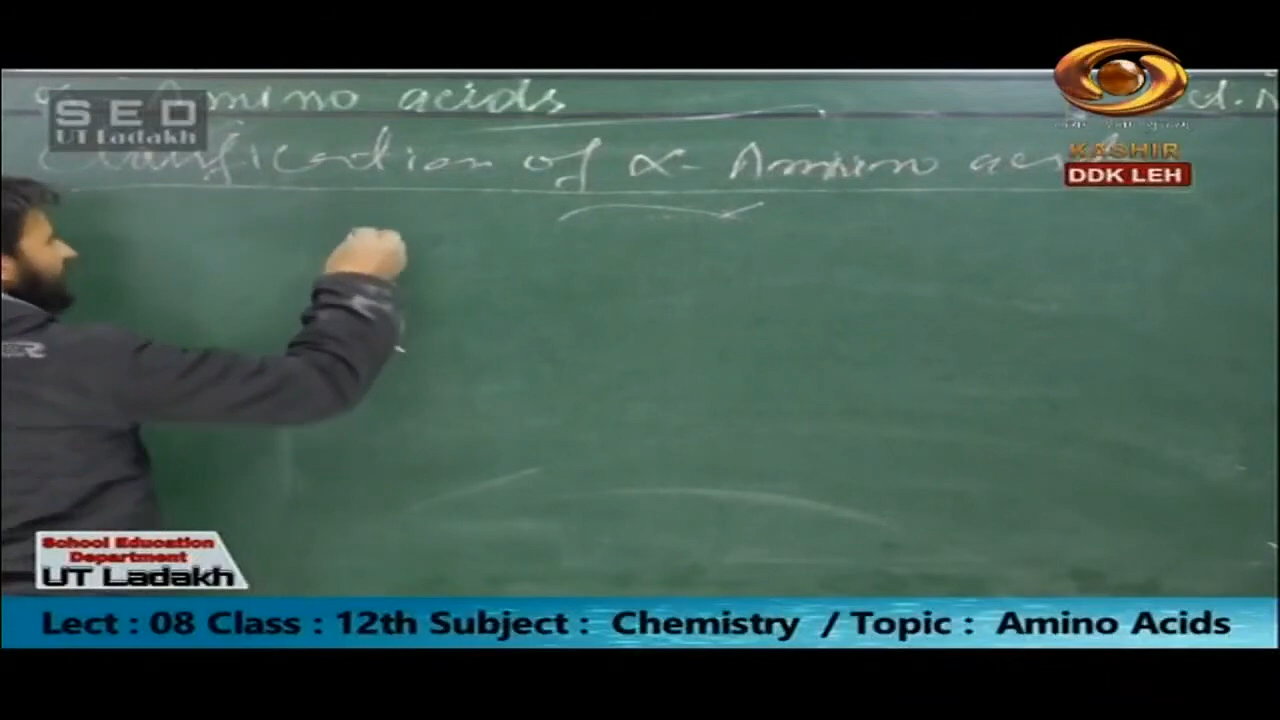 Amino acids
SEO
UT Ladakh
Classification of α- Amino acids
KASHIR
DDK LEH
School Education
Department
UT Ladakh
Lect : 08 Class : 12th Subject : Chemistry / Topic : Amino Acids